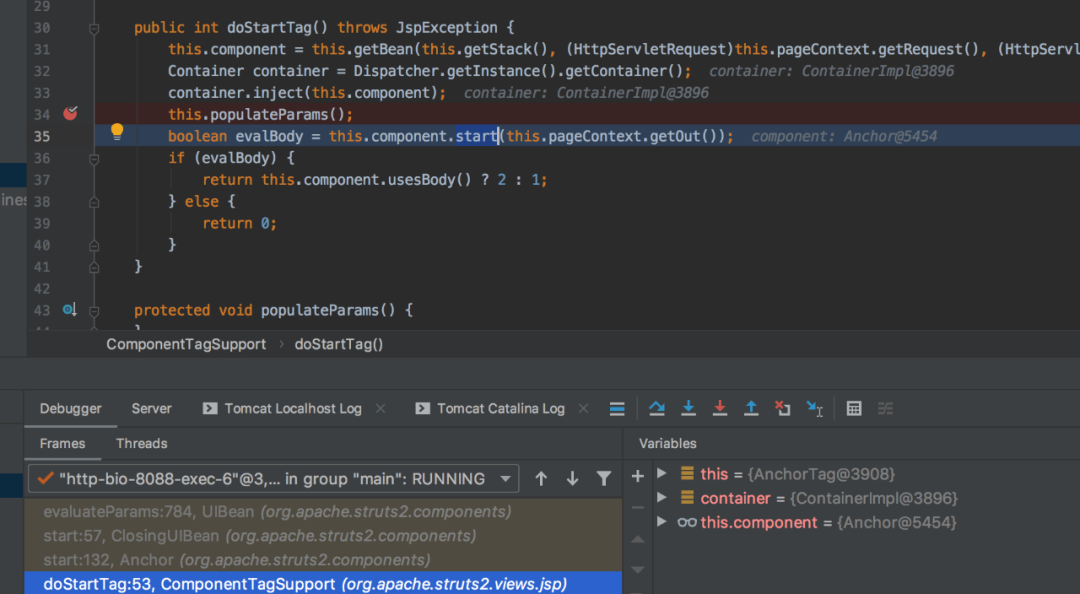 29
30 public int doStartTag() throws JspException {
31 this.component = this.getBean(this.getStack(), (HttpServletRequest)this.pageContext.getRequest(), (HttpServl
32 Container container = Dispatcher.getInstance().getContainer(); container: ContainerImpl@3896
33 container.inject(this.component); container: ContainerImpl@3896
34 this.populateParams();
35 boolean evalBody = this.component.start(this.pageContext.getOut()); component: Anchor@5454
36 if (evalBody) {
37 return this.component.usesBody() ? 2 : 1;
ines
38 } else {
39 return 0;
40 }
41 }
42
43 protected void populateParams() {
ComponentTagSupport › doStartTag()
Debugger Server Tomcat Localhost Log × Tomcat Catalina Log ×
Frames Threads
Variables
"http-bio-8088-exec-6"@3,... in group "main": RUNNING
evaluateParams:784, UIBean (org.apache.struts2.components)
start:57, ClosingUIBean (org.apache.struts2.components)
start:132, Anchor (org.apache.struts2.components)
doStartTag:53, ComponentTagSupport (org.apache.struts2.views.jsp)
this = {AnchorTag@3908}
container = {ContainerImpl@3896}
this.component = {Anchor@5454}